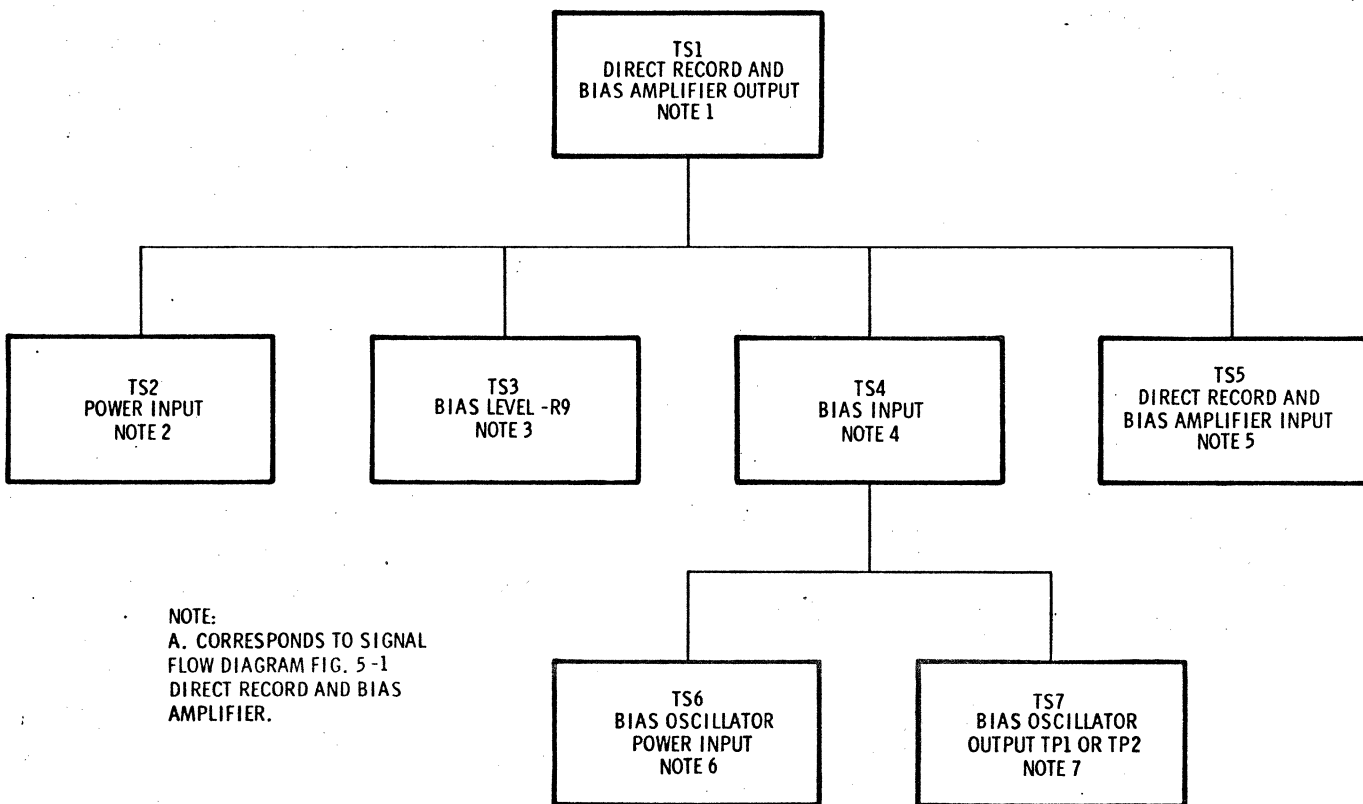 TS1
DIRECT RECORD AND
BIAS AMPLIFIER OUTPUT
NOTE 1
TS2
POWER INPUT
NOTE 2
TS3
BIAS LEVEL -R9
NOTE 3
TS4
BIAS INPUT
NOTE 4
TS5
DIRECT RECORD AND
BIAS AMPLIFIER INPUT
NOTE 5
NOTE:
A. CORRESPONDS TO SIGNAL
FLOW DIAGRAM FIG. 5-1
DIRECT RECORD AND BIAS
AMPLIFIER.
TS6
BIAS OSCILLATOR
POWER INPUT
NOTE 6
TS7
BIAS OSCILLATOR
OUTPUT TP1 OR TP2
NOTE 7